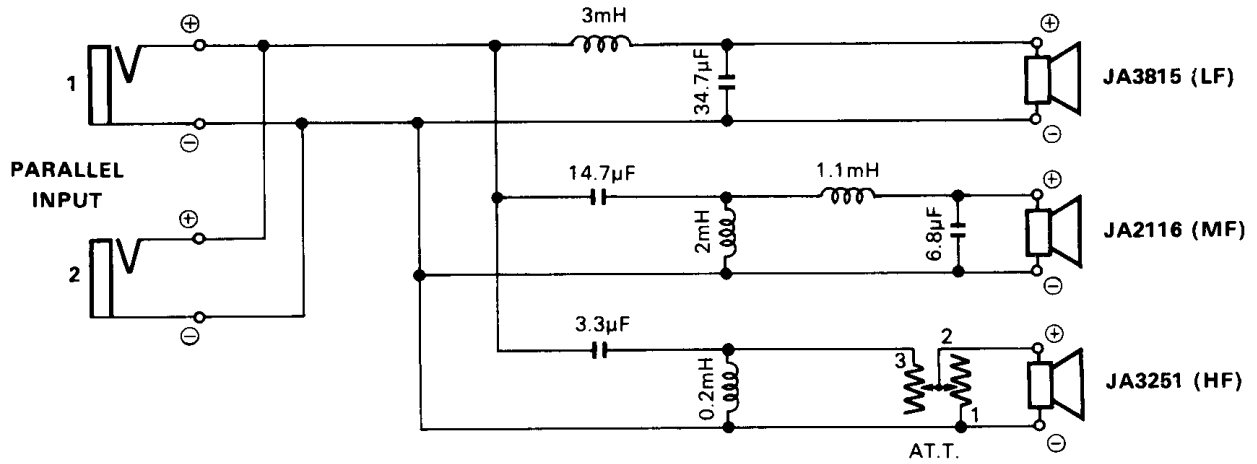 ⊕
3mH
⊕
1
34.7μF
JA3815 (LF)
⊖
⊖
PARALLEL
INPUT
14.7μF
1.1mH
⊕
⊕
2mH
6.8μF
JA2116 (MF)
2
⊖
⊖
3.3μF
3
2
⊕
0.2mH
JA3251 (HF)
1
⊖
AT.T.